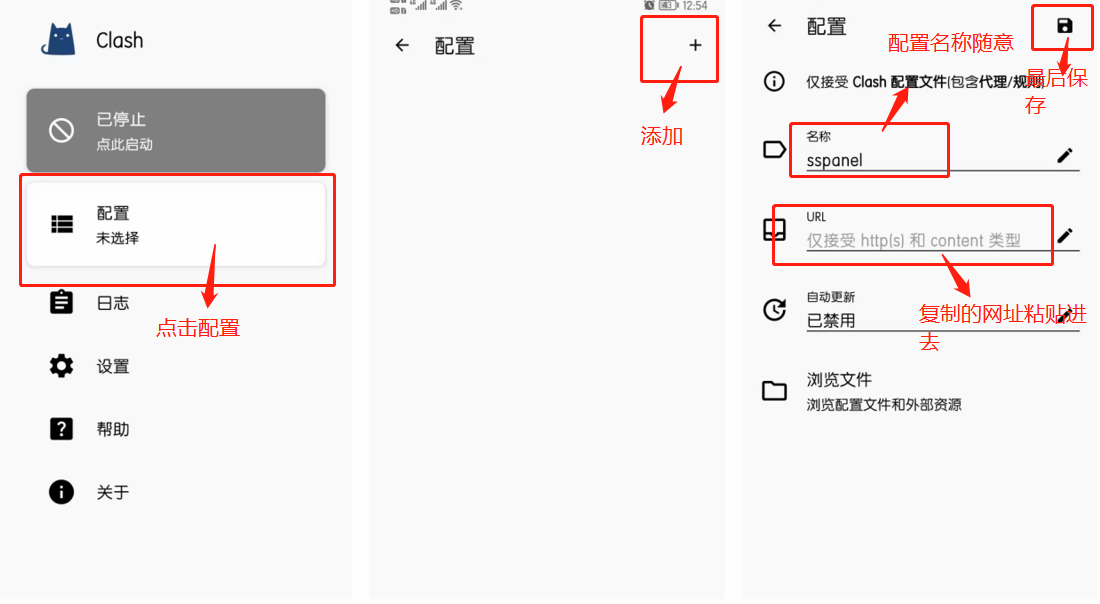 Clash
已停止
点此启动
配置
未选择
点击配置
日志
设置
帮助
关于
43 12:54
配置
添加
配置
配置名称随意
最后保
存
仅接受 Clash 配置文件(包含代理/规则)
名称
sspanel
URL
仅接受 http(s) 和 content 类型
自动更新
已禁用
复制的网址粘贴进
去
浏览文件
浏览配置文件和外部资源